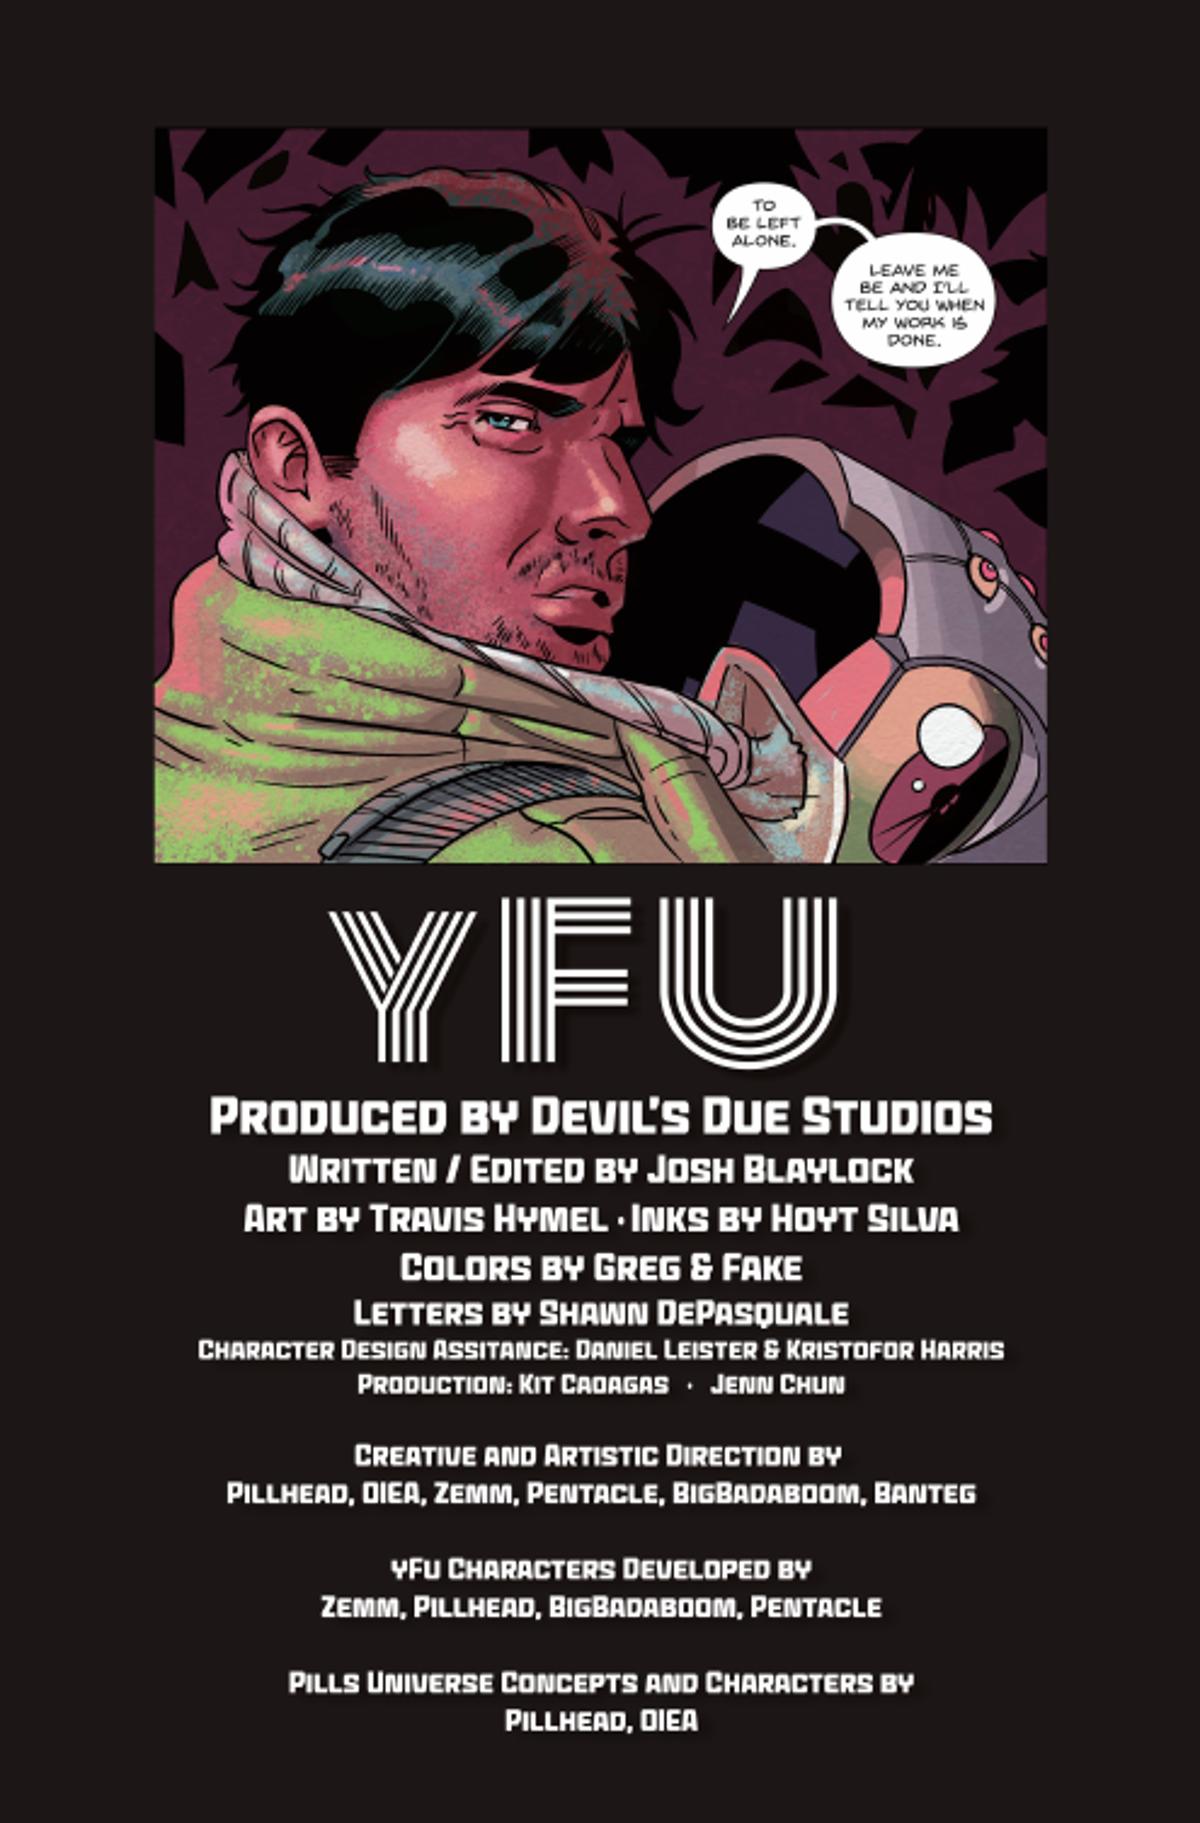 TO
BE LEFT
ALONE.
LEAVE ME
BE AND I'LL
TELL YOU WHEN
MY WORK IS
DONE.
YFU
PRODUCED BY DEVIL'S DUE STUDIOS
WRITTEN / EDITED BY JOSH BLAYLOCK
ART BY TRAVIS HYMEL · INKS BY HOYT SILVA
COLORS BY GREG & FAKE
LETTERS BY SHAWN DEPASQUALE
CHARACTER DESIGN ASSITANCE: DANIEL LEISTER & KRISTOFOR HARRIS
PRODUCTION: KIT CAOAGAS · JENN CHUN
CREATIVE AND ARTISTIC DIRECTION BY
PILLHEAD, OIEA, ZEMM, PENTACLE, BIGBADABOOM, BANTEG
YFU CHARACTERS DEVELOPED BY
ZEMM, PILLHEAD, BIGBADABOOM, PENTACLE
PILLS UNIVERSE CONCEPTS AND CHARACTERS BY
PILLHEAD, OIEA